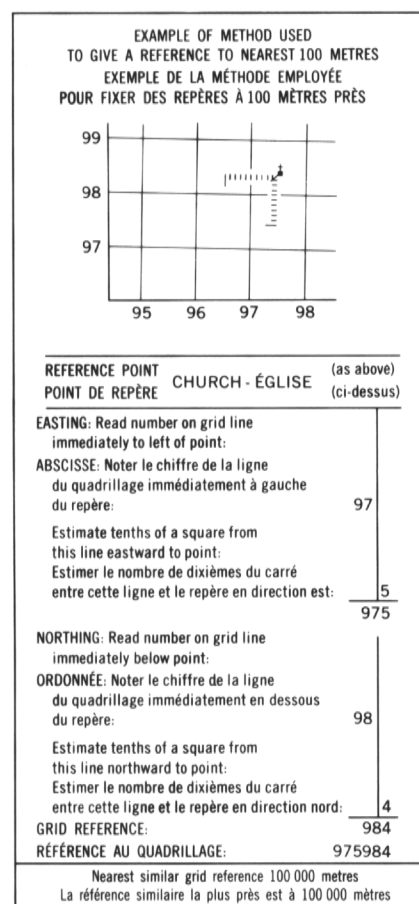 EXAMPLE OF METHOD USED
TO GIVE A REFERENCE TO NEAREST 100 METRES
EXEMPLE DE LA MÉTHODE EMPLOYÉE
POUR FIXER DES REPÈRES À 100 MÈTRES PRÈS
99
98
97
95 96 97 98
REFERENCE POINT
POINT DE REPÈRE
CHURCH - ÉGLISE
(as above)
(ci-dessus)
EASTING: Read number on grid line
immediately to left of point:
ABSCISSE: Noter le chiffre de la ligne
du quadrillage immédiatement à gauche
du repère: 97
Estimate tenths of a square from
this line eastward to point:
Estimer le nombre de dixièmes du carré
entre cette ligne et le repère en direction est: 5
975
NORTHING: Read number on grid line
immediately below point:
ORDONNÉE: Noter le chiffre de la ligne
du quadrillage immédiatement en dessous
du repère: 98
Estimate tenths of a square from
this line northward to point:
Estimer le nombre de dixièmes du carré
entre cette ligne et le repère en direction nord: 4
GRID REFERENCE: 984
RÉFÉRENCE AU QUADRILLAGE: 975984
Nearest similar grid reference 100 000 metres
La référence similaire la plus près est à 100 000 mètres